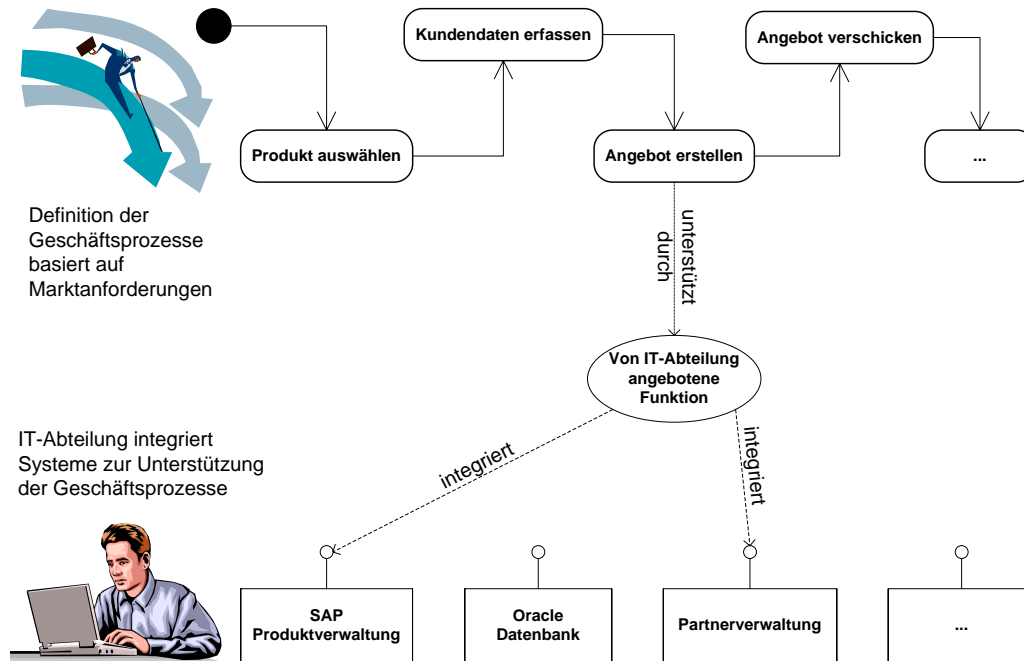 Kundendaten erfassen
Angebot verschicken
Produkt auswählen
Angebot erstellen
...
Definition der
Geschäftsprozesse
basiert auf
Marktanforderungen
unterstützt
durch
Von IT-Abteilung
angebotene
Funktion
IT-Abteilung integriert
Systeme zur Unterstützung
der Geschäftsprozesse
integriert
integriert
SAP
Produktverwaltung
Oracle
Datenbank
Partnerverwaltung
...